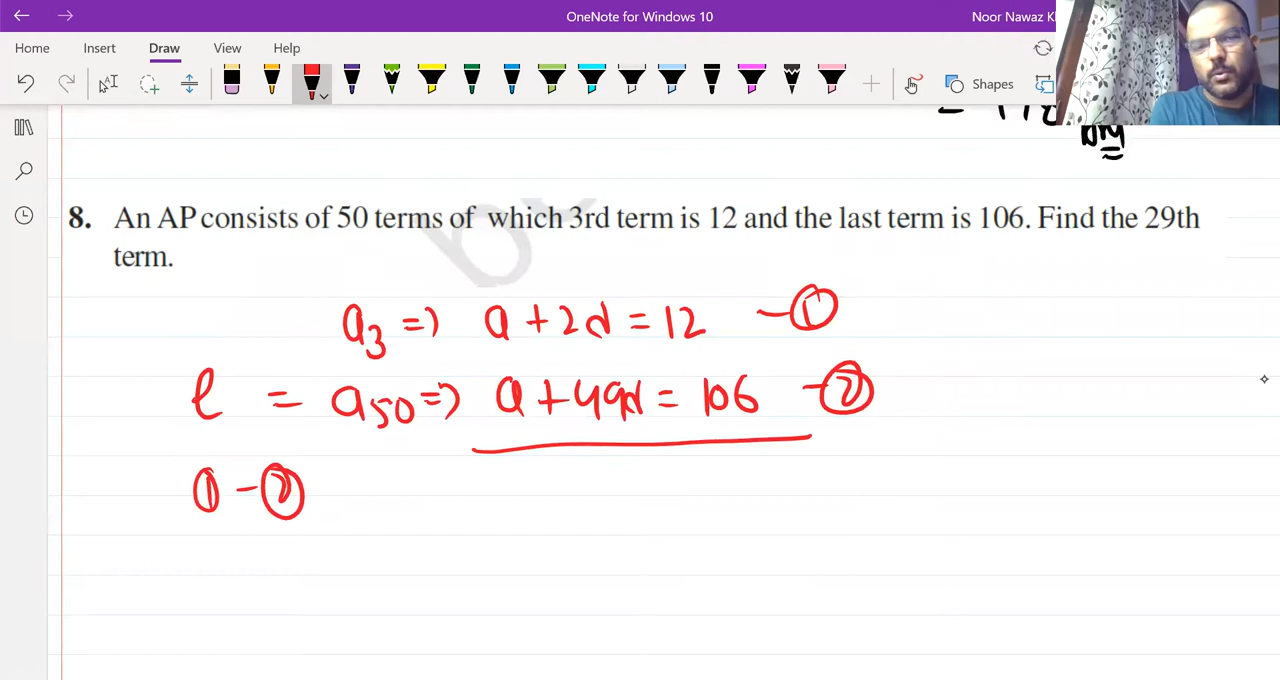 OneNote for Windows 10
Noor Nawaz
Home Insert Draw View Help
Shapes
8. An AP consists of 50 terms of which 3rd term is 12 and the last term is 106. Find the 29th
term.
a₃ => a + 2d = 12 —①
l = a₅₀ => a + 49d = 106 —②
① - ②